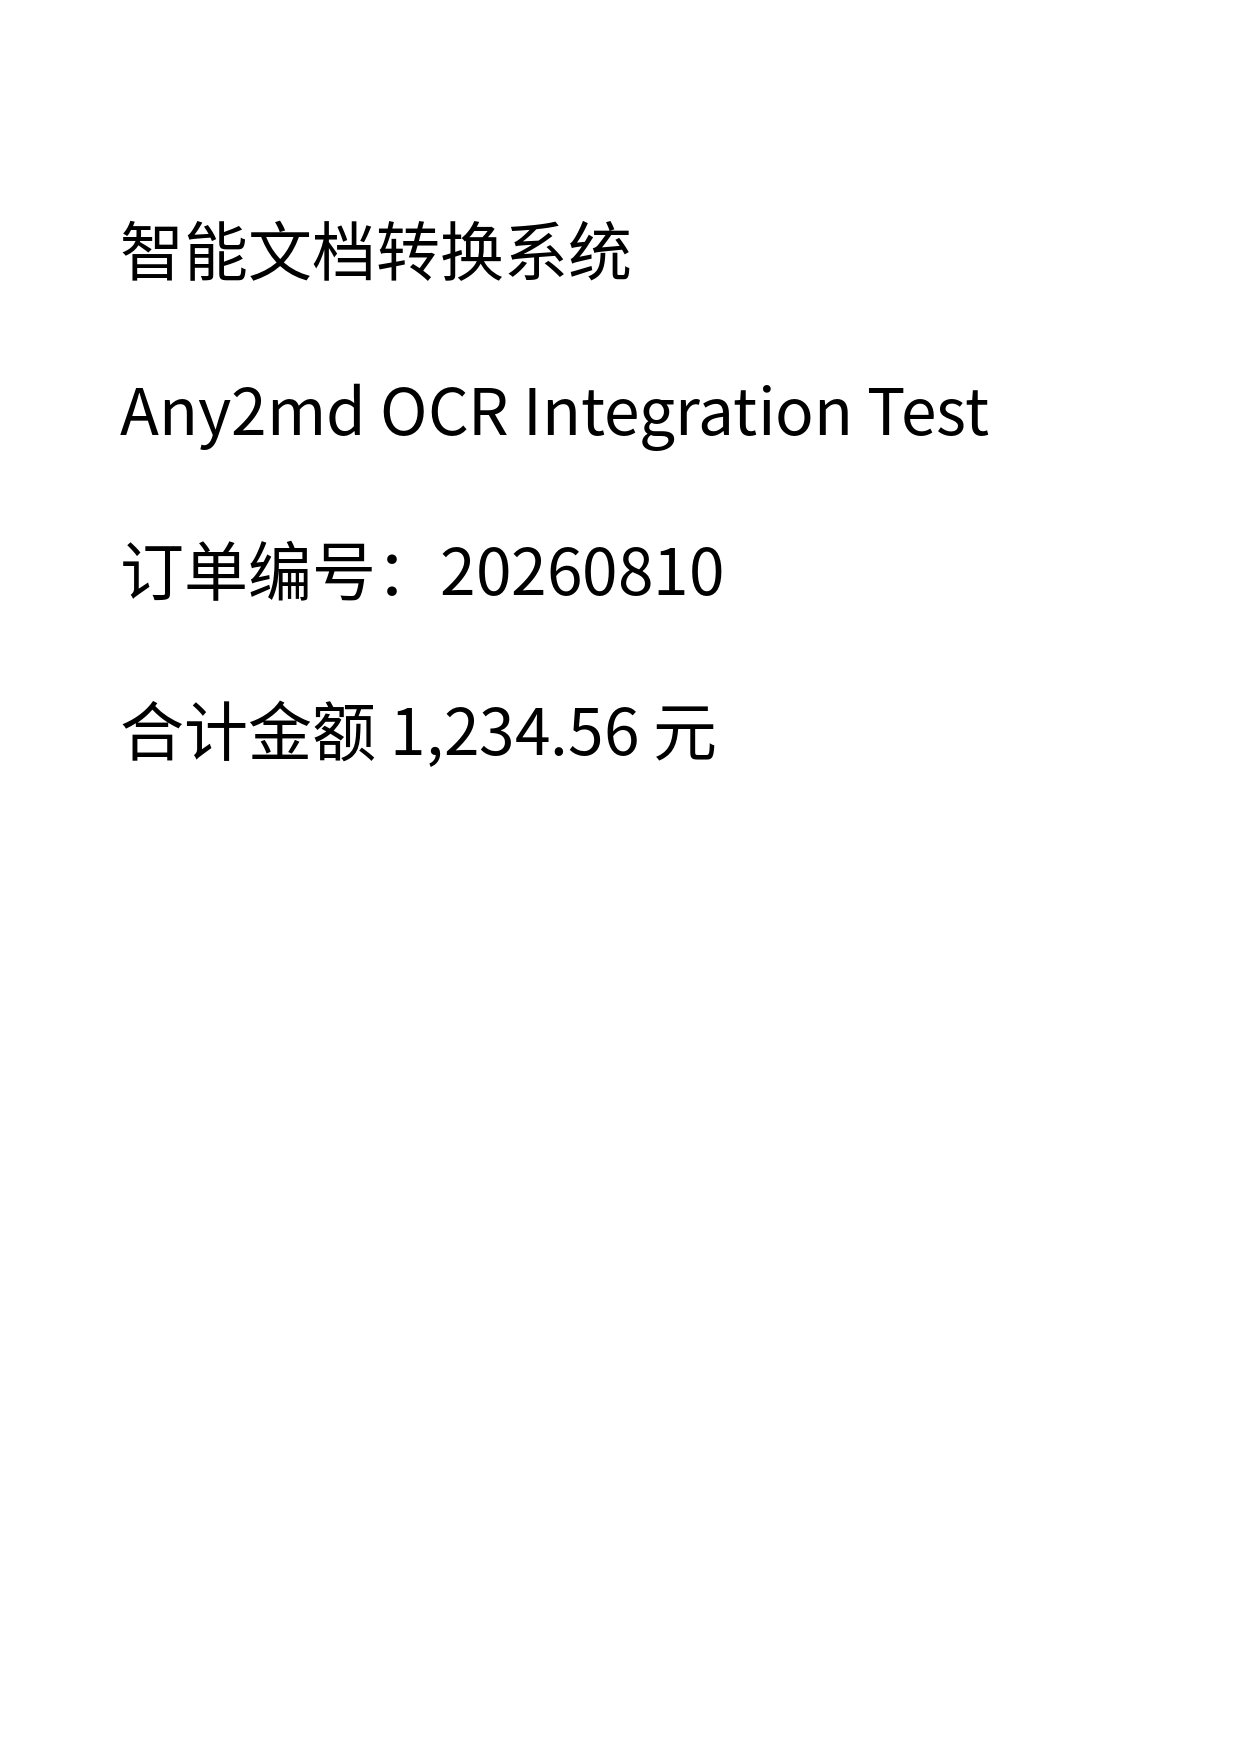 智能文档转换系统
Any2md OCR Integration Test
订单编号：20260810
合计金额 1,234.56 元